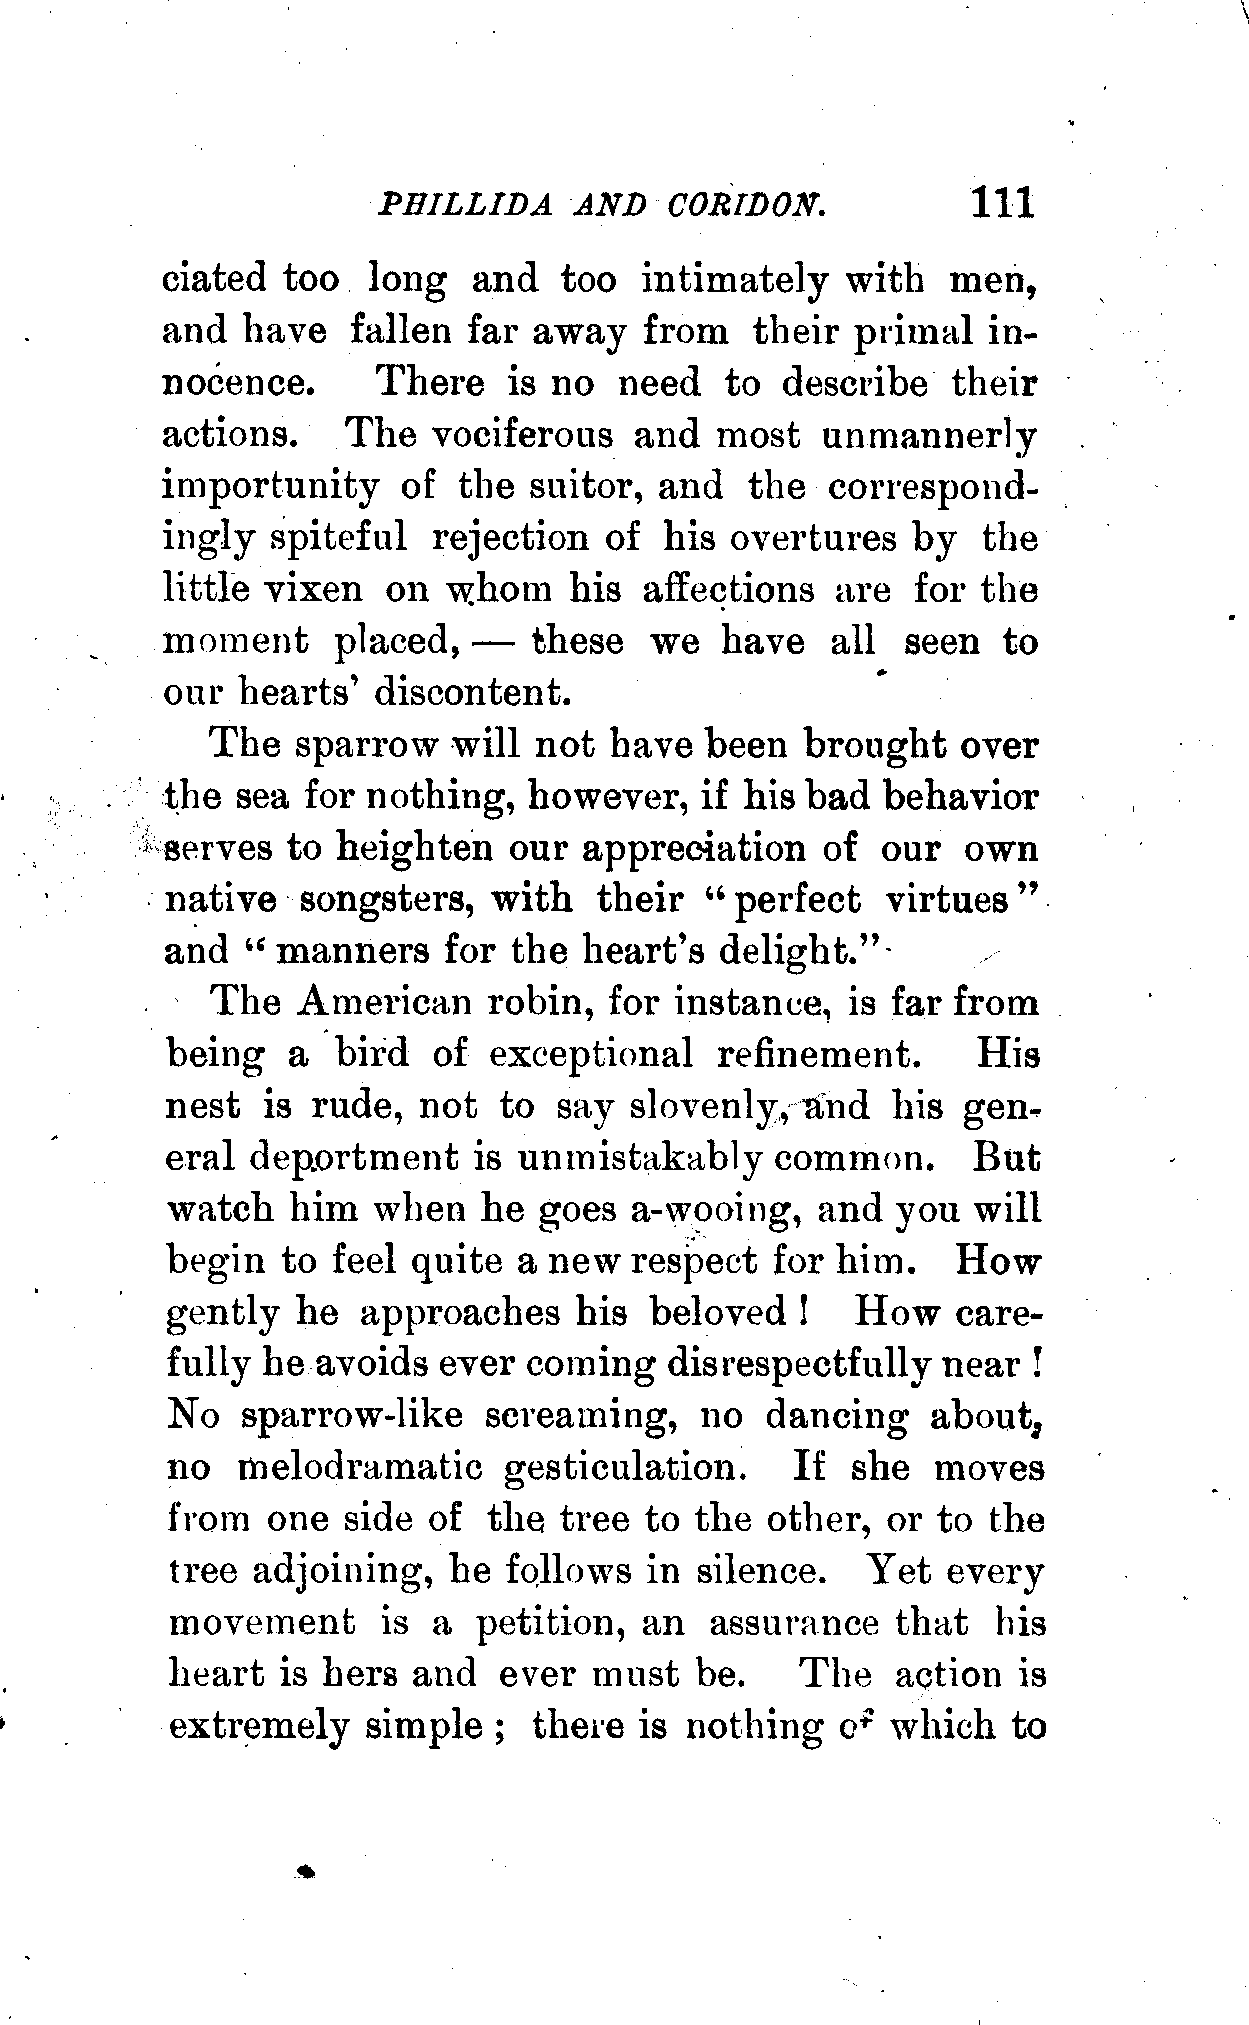 PHILLIDA AND CORIDON. 111
ciated too long and too intimately with men,
and have fallen far away from their primal in-
nocence. There is no need to describe their
actions. The vociferous and most unmannerly
importunity of the suitor, and the correspond-
ingly spiteful rejection of his overtures by the
little vixen on whom his affections are for the
moment placed, — these we have all seen to
our hearts' discontent.
The sparrow will not have been brought over
the sea for nothing, however, if his bad behavior
serves to heighten our appreciation of our own
native songsters, with their “perfect virtues”
and “manners for the heart's delight.”
The American robin, for instance, is far from
being a bird of exceptional refinement. His
nest is rude, not to say slovenly, and his gen-
eral deportment is unmistakably common. But
watch him when he goes a-wooing, and you will
begin to feel quite a new respect for him. How
gently he approaches his beloved! How care-
fully he avoids ever coming disrespectfully near!
No sparrow-like screaming, no dancing about,
no melodramatic gesticulation. If she moves
from one side of the tree to the other, or to the
tree adjoining, he follows in silence. Yet every
movement is a petition, an assurance that his
heart is hers and ever must be. The action is
extremely simple; there is nothing of which to